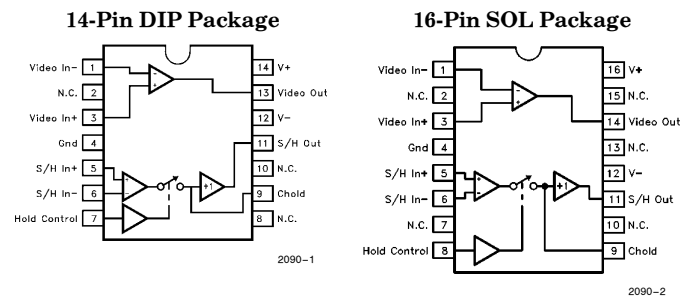 14-Pin DIP Package
Video In- 1
N.C. 2
Video In+ 3
Gnd 4
S/H In+ 5
S/H In- 6
Hold Control 7
14 V+
13 Video Out
12 V-
11 S/H Out
10 N.C.
9 Chold
8 N.C.
- +
+ -
+1
2090-1
16-Pin SOL Package
Video In- 1
N.C. 2
Video In+ 3
Gnd 4
S/H In+ 5
S/H In- 6
N.C. 7
Hold Control 8
16 V+
15 N.C.
14 Video Out
13 N.C.
12 V-
11 S/H Out
10 N.C.
9 Chold
- +
+ -
+1
2090-2